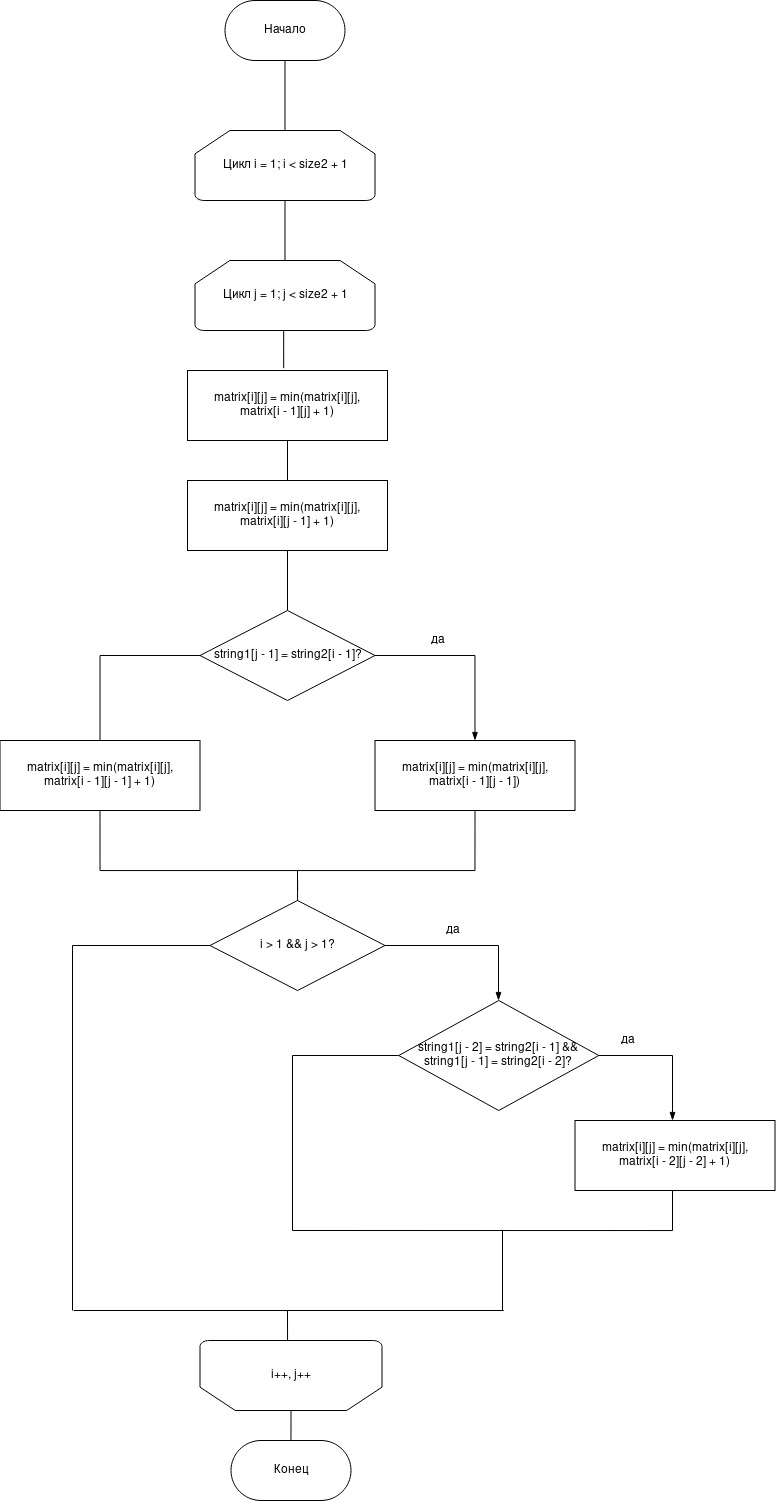 Начало
Цикл i = 1; i < size2 + 1
Цикл j = 1; j < size2 + 1
matrix[i][j] = min(matrix[i][j],
matrix[i - 1][j] + 1)
matrix[i][j] = min(matrix[i][j],
matrix[i][j - 1] + 1)
string1[j - 1] = string2[i - 1]?
да
matrix[i][j] = min(matrix[i][j],
matrix[i - 1][j - 1] + 1)
matrix[i][j] = min(matrix[i][j],
matrix[i - 1][j - 1])
i > 1 && j > 1?
да
string1[j - 2] = string2[i - 1] &&
string1[j - 1] = string2[i - 2]?
да
matrix[i][j] = min(matrix[i][j],
matrix[i - 2][j - 2] + 1)
i++, j++
Конец